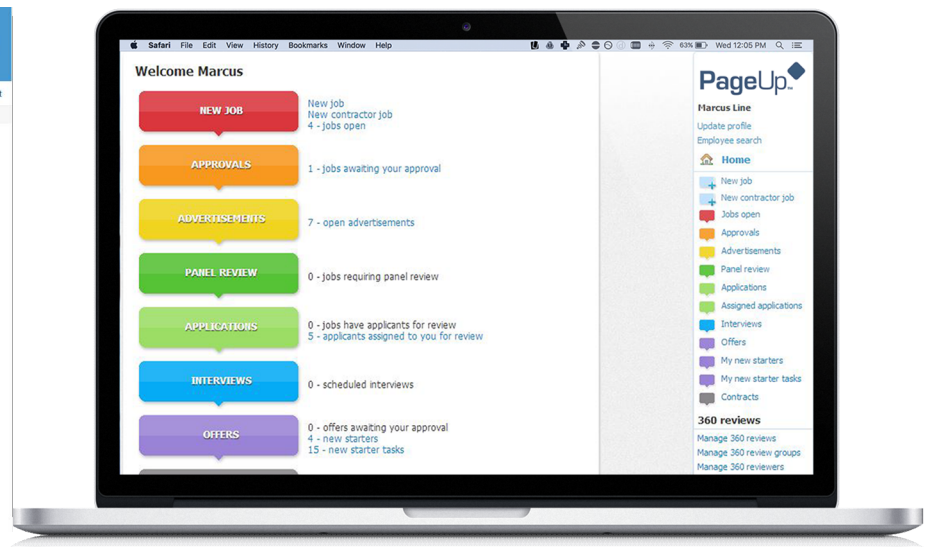 Safari File Edit View History Bookmarks Window Help 63% Wed 12:05 PM
Welcome Marcus
NEW JOB
New job
New contractor job
4 - jobs open
APPROVALS
1 - jobs awaiting your approval
ADVERTISEMENTS
7 - open advertisements
PANEL REVIEW
0 - jobs requiring panel review
APPLICATIONS
0 - jobs have applicants for review
5 - applicants assigned to you for review
INTERVIEWS
0 - scheduled interviews
OFFERS
0 - offers awaiting your approval
4 - new starters
15 - new starter tasks
PageUp
Marcus Line
Update profile
Employee search
Home
New job
New contractor job
Jobs open
Approvals
Advertisements
Panel review
Applications
Assigned applications
Interviews
Offers
My new starters
My new starter tasks
Contracts
360 reviews
Manage 360 reviews
Manage 360 review groups
Manage 360 reviewers